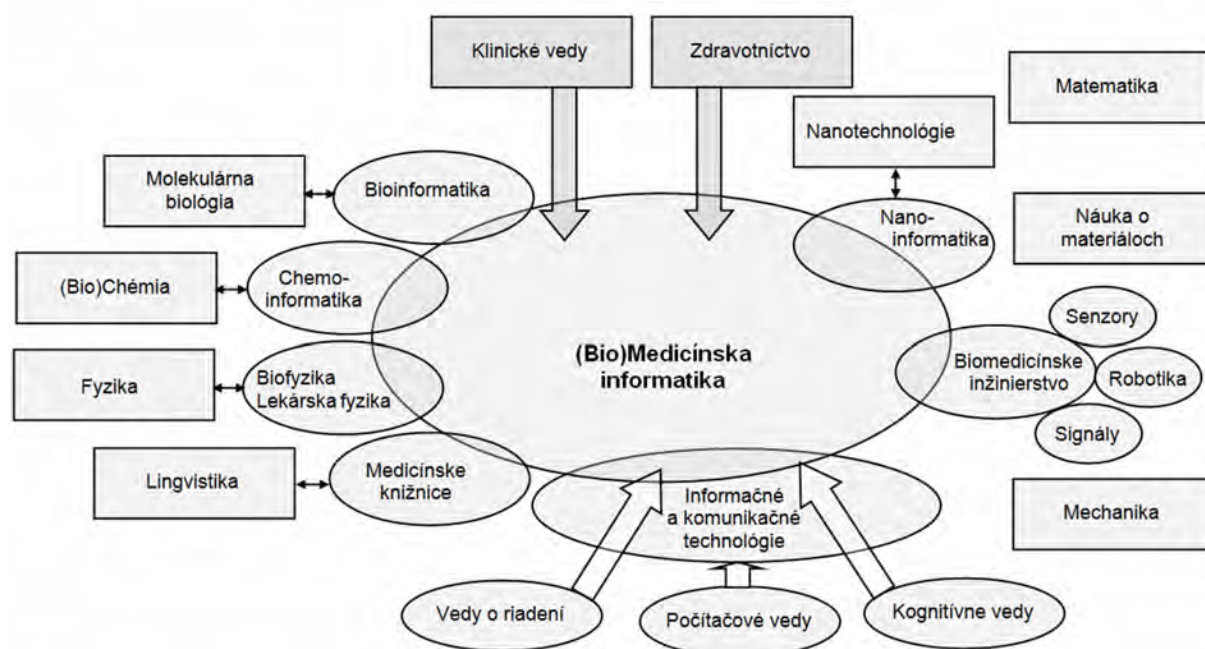 Klinické vedy
Zdravotníctvo
Matematika
Nanotechnológie
Molekulárna
biológia
Bioinformatika
Nano-
informatika
Náuka o
materiáloch
(Bio)Chémia
Chemo-
informatika
Senzory
(Bio)Medicínska
informatika
Biomedicínske
inžinierstvo
Robotika
Fyzika
Biofyzika
Lekárska fyzika
Signály
Lingvistika
Medicínske
knižnice
Informačné
a komunikačné
technológie
Mechanika
Vedy o riadení
Počítačové vedy
Kognitívne vedy